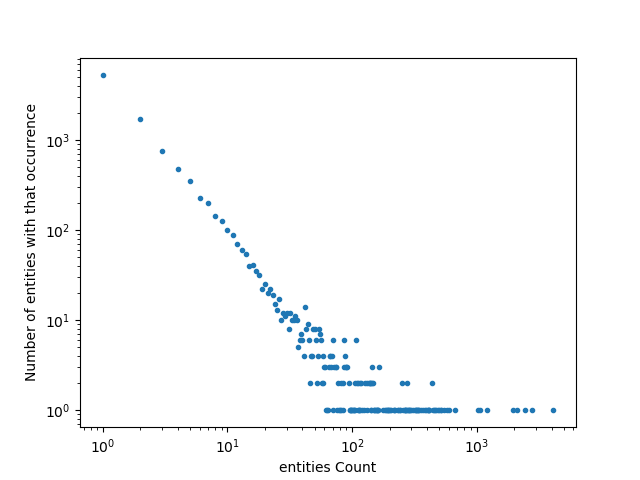 Number of entities with that occurrence
10³
10²
10¹
10⁰
10⁰ 10¹ 10² 10³
entities Count